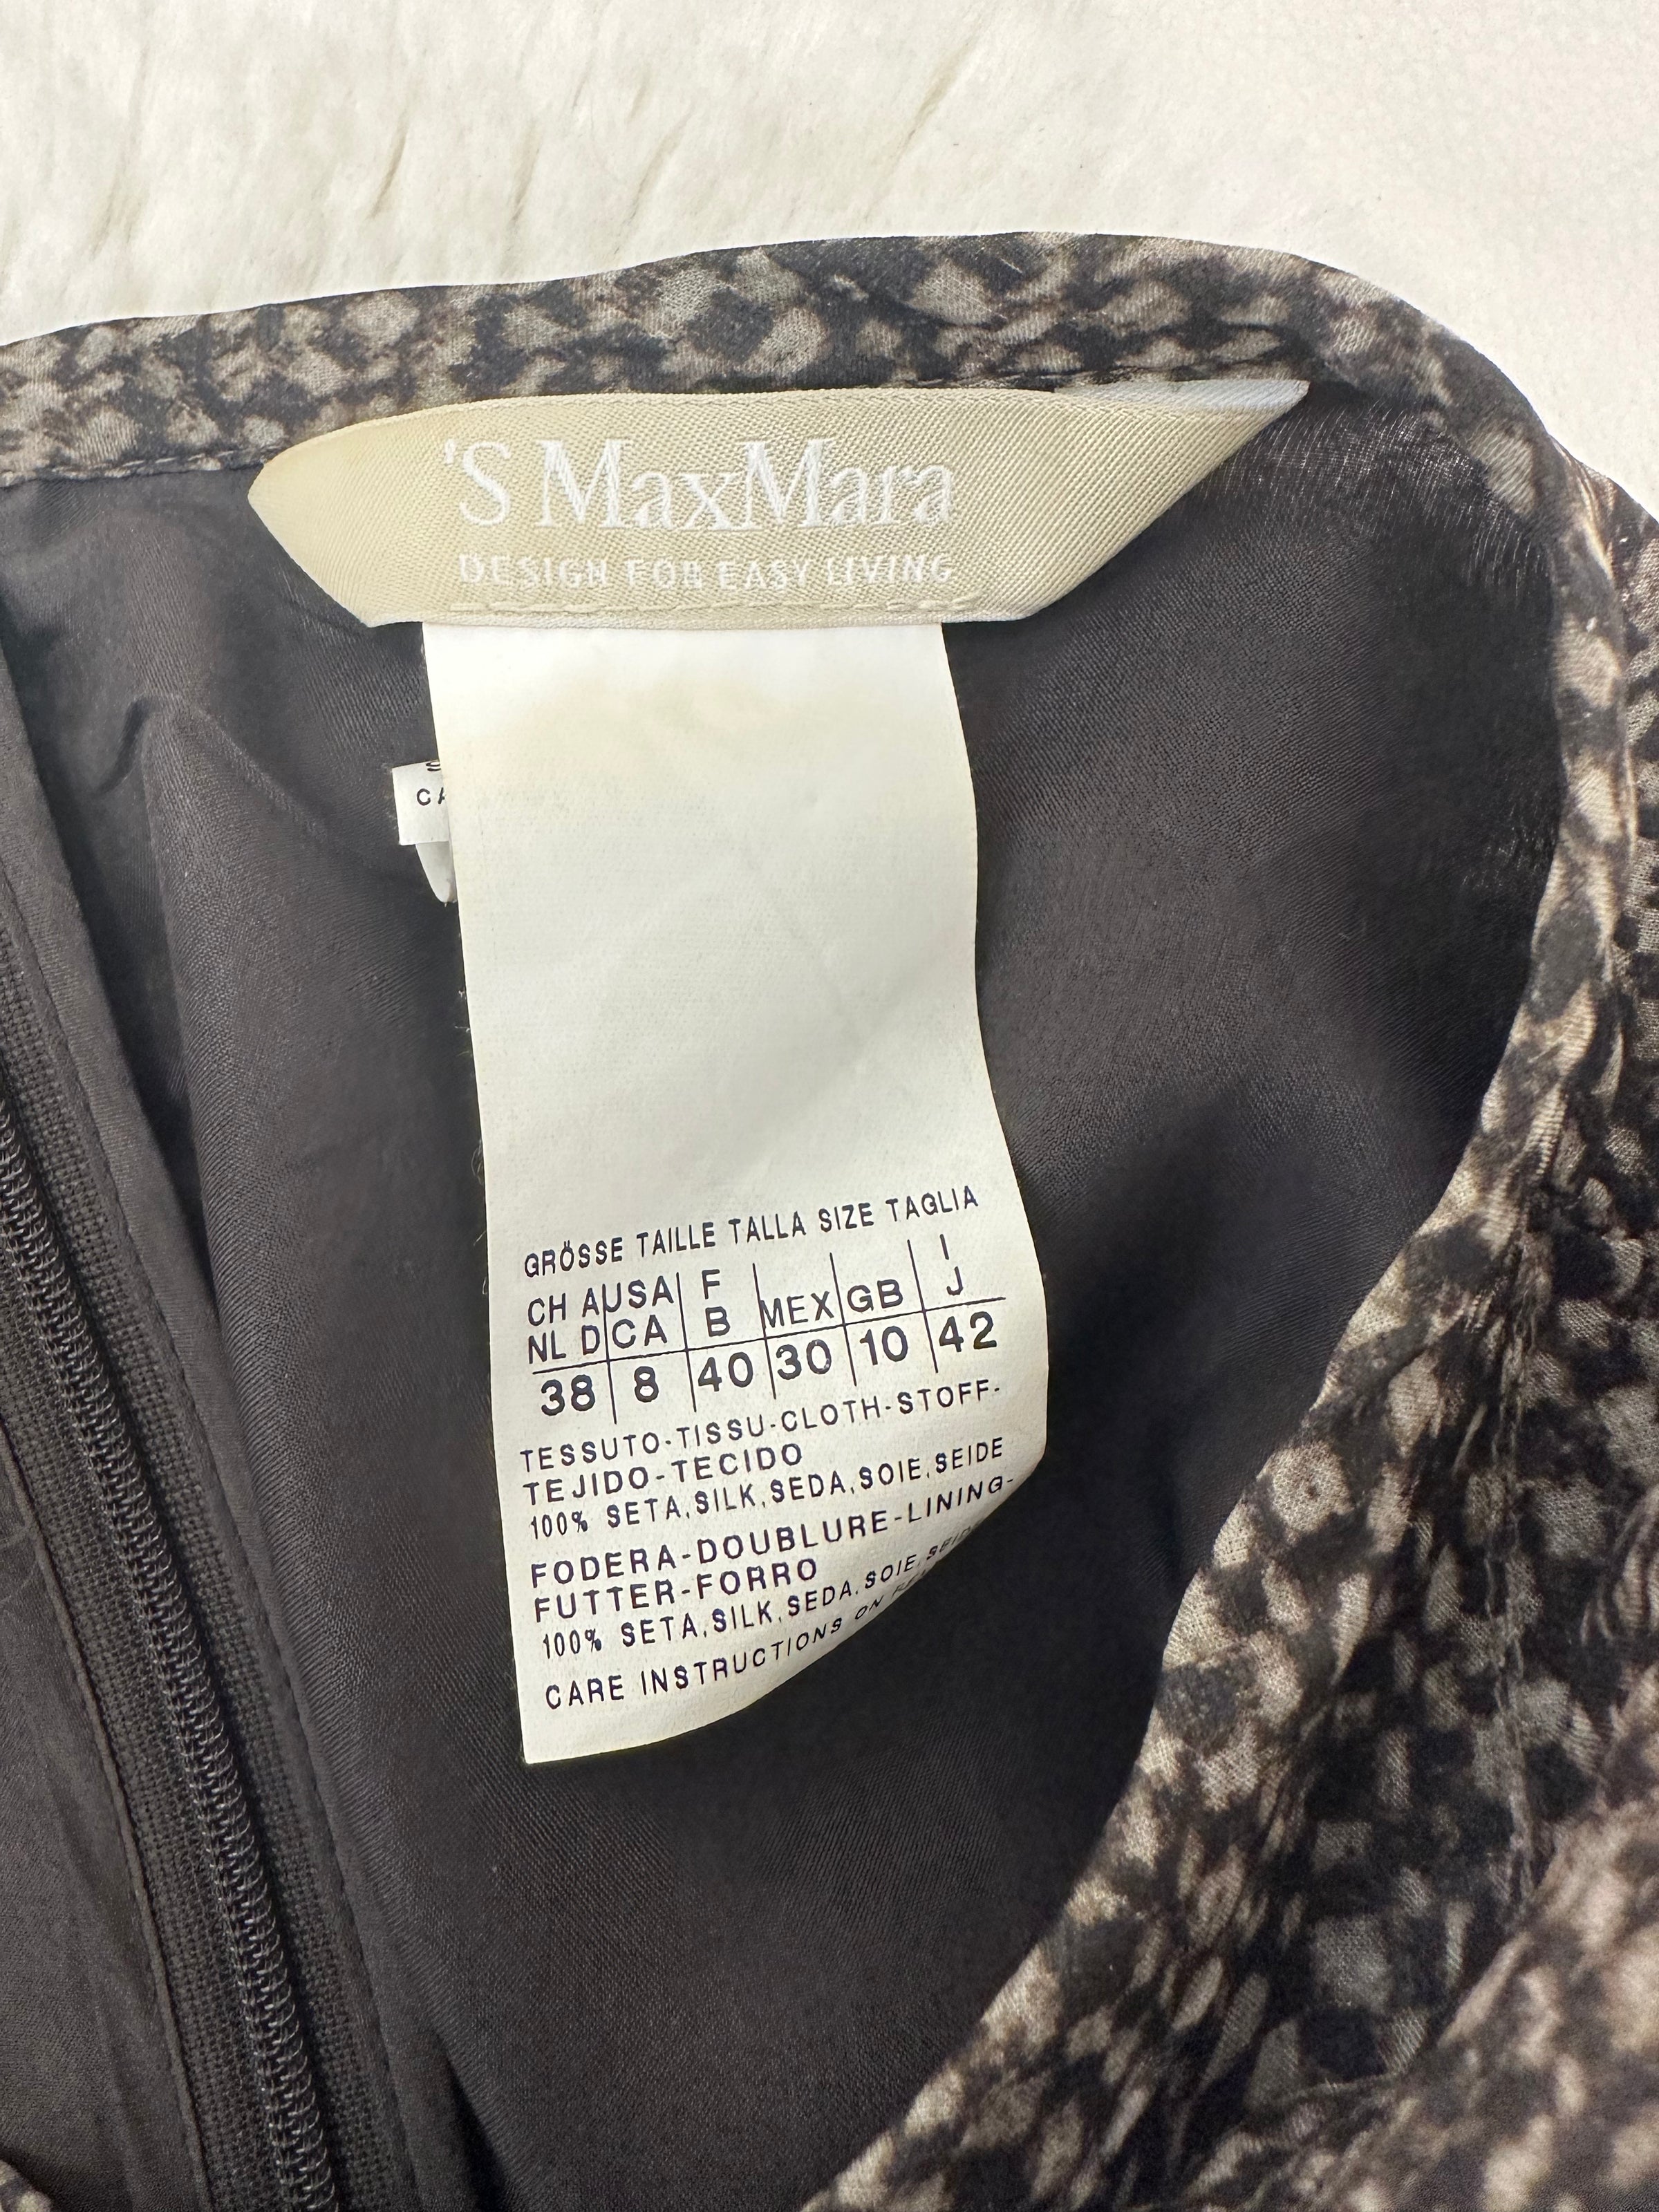 'S MaxMara
DESIGN FOR EASY LIVING
CA
GRÖSSE TAILLE TALLA SIZE TAGLIA
CH A USA F MEX GB I
NL D CA B J
38 8 40 30 10 42
TESSUTO-TISSU-CLOTH-STOFF-
TEJIDO-TECIDO
100% SETA,SILK,SEDA,SOIE,SEIDE
FODERA-DOUBLURE-LINING-
FUTTER-FORRO
100% SETA,SILK,SEDA,SOIE,SEIDE
CARE INSTRUCTIONS ON